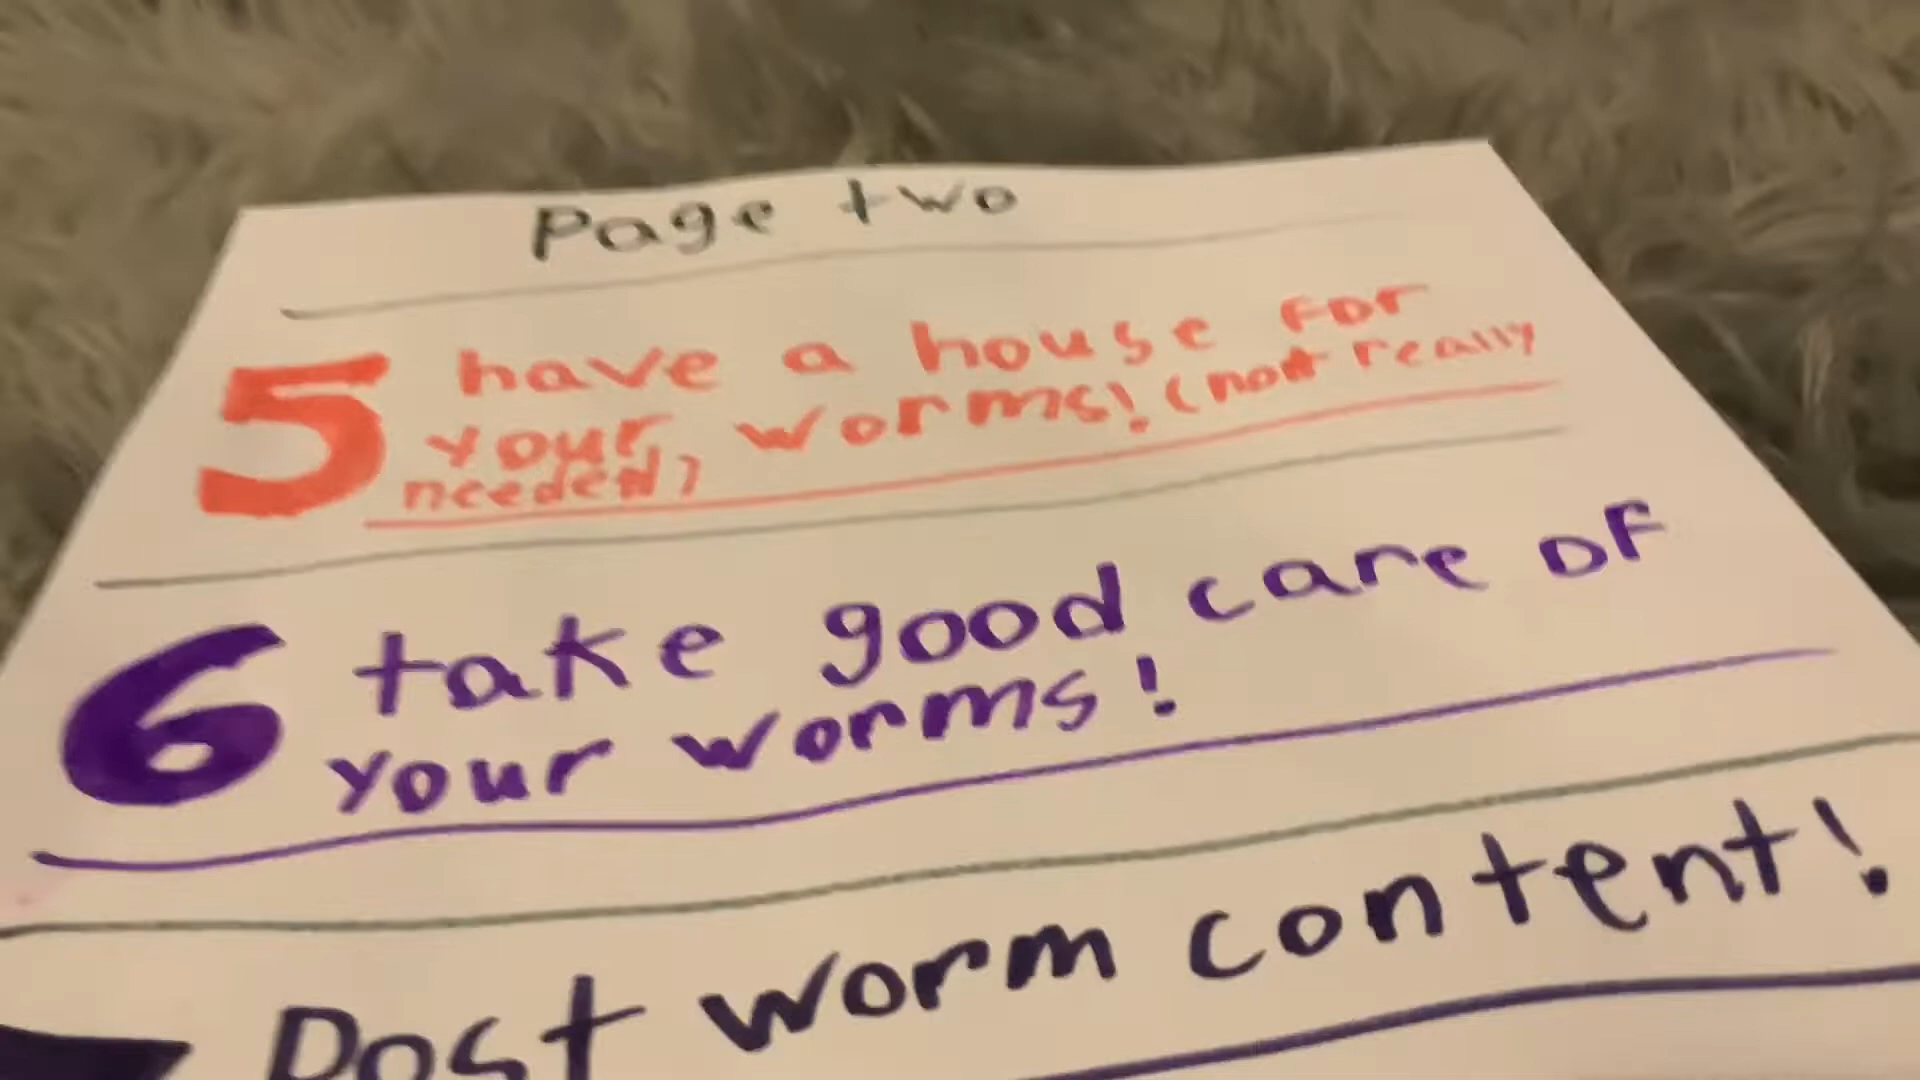 Page two
5 have a house for
your worms! (not really
needed)
6 take good care of
your worms!
Post worm content!